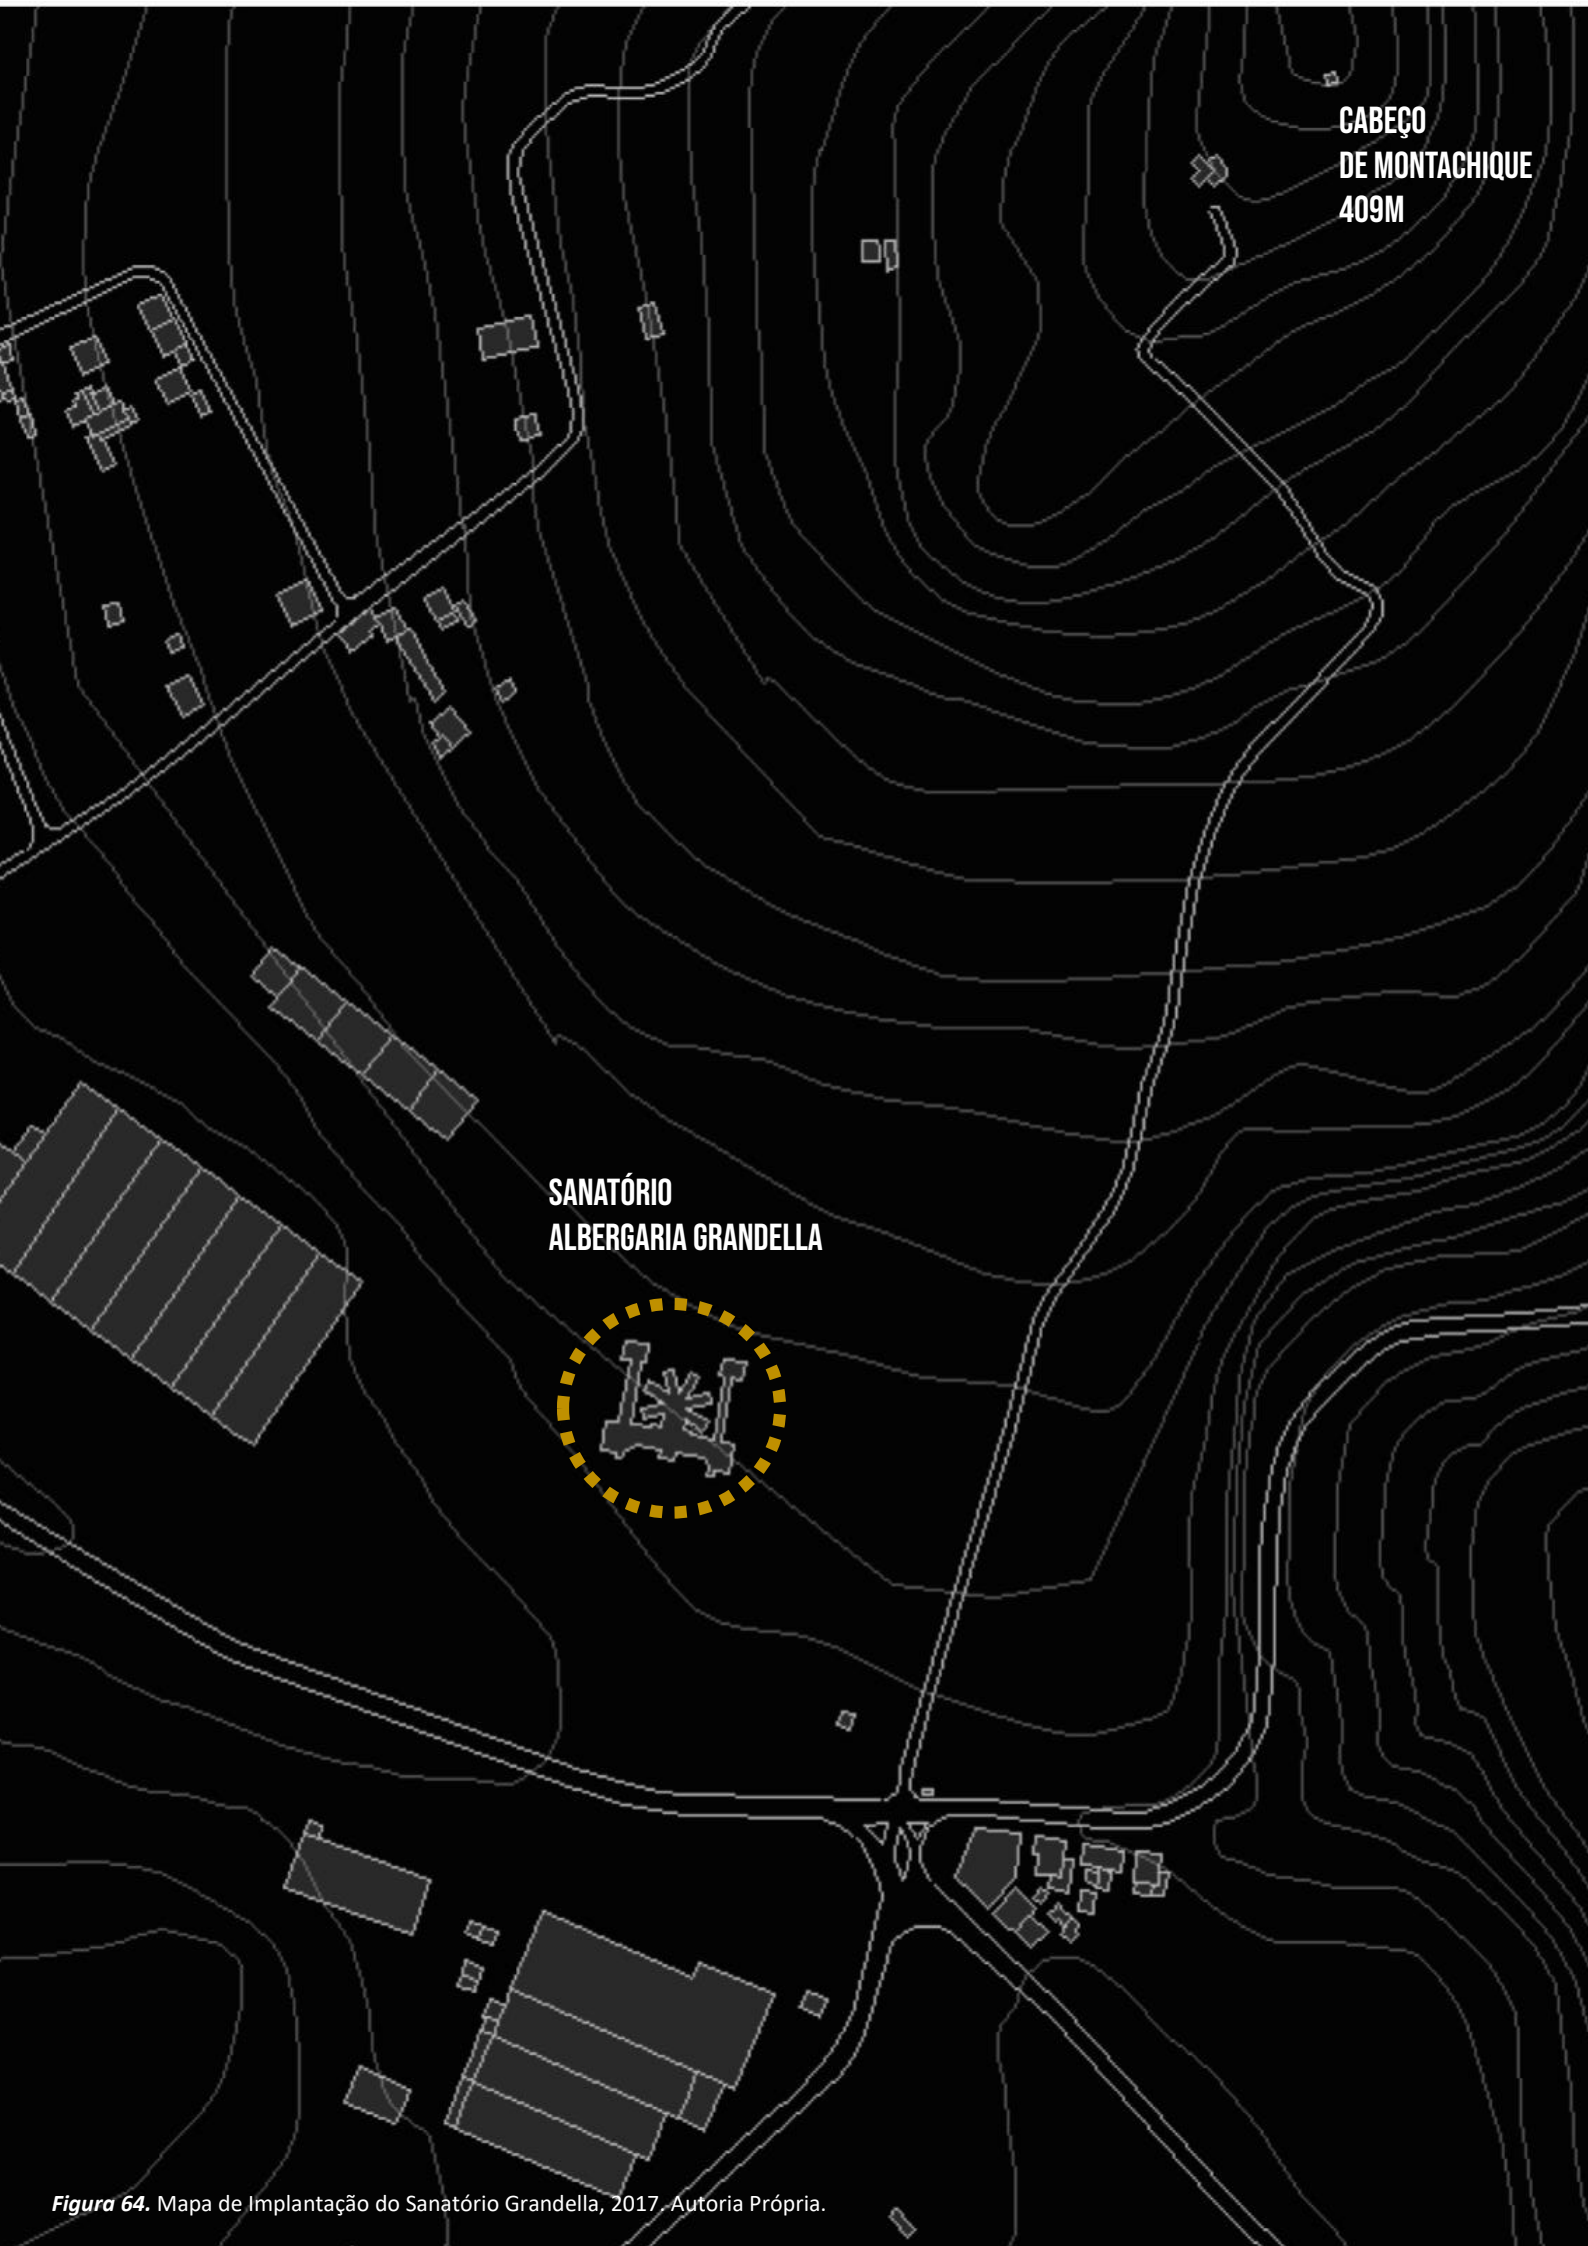 CABEÇO
DE MONTACHIQUE
409M
SANATÓRIO
ALBERGARIA GRANDELLA
Figura 64. Mapa de Implantação do Sanatório Grandella, 2017. Autoria Própria.